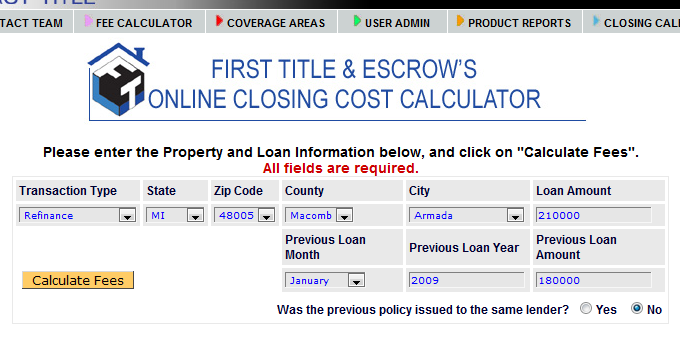 ACT TITLE
TACT TEAM FEE CALCULATOR COVERAGE AREAS USER ADMIN PRODUCT REPORTS CLOSING CAL
FIRST TITLE & ESCROW'S
ONLINE CLOSING COST CALCULATOR
Please enter the Property and Loan Information below, and click on "Calculate Fees".
All fields are required.
Transaction Type State Zip Code County City Loan Amount
Refinance MI 48005 Macomb Armada 210000
Previous Loan Month Previous Loan Year Previous Loan Amount
Calculate Fees January 2009 180000
Was the previous policy issued to the same lender? Yes No